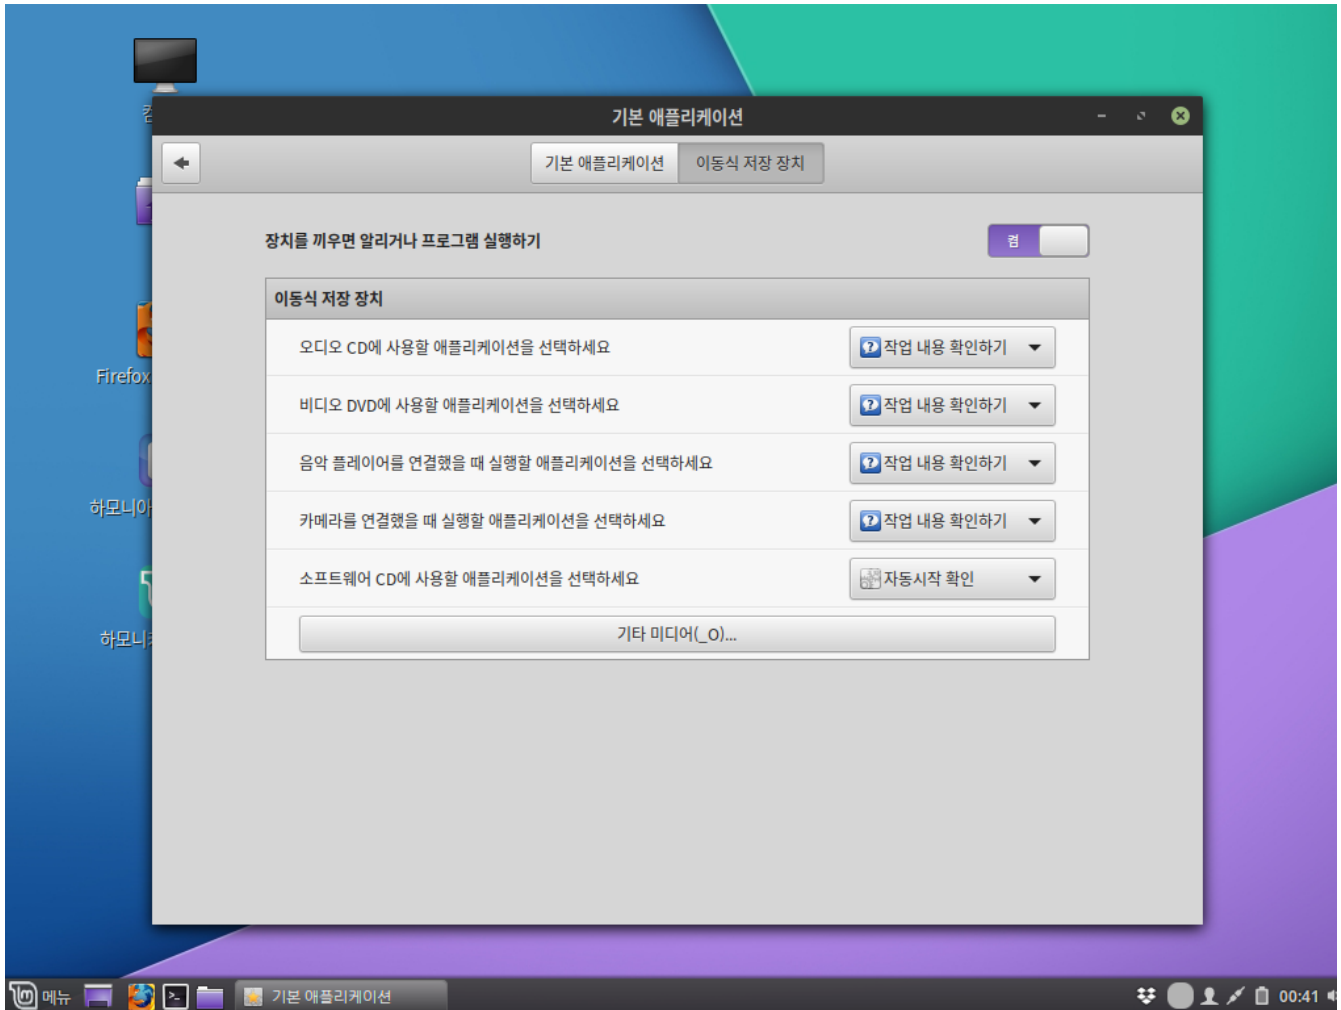 기본 애플리케이션
기본 애플리케이션
이동식 저장 장치
장치를 끼우면 알리거나 프로그램 실행하기
켬
이동식 저장 장치
오디오 CD에 사용할 애플리케이션을 선택하세요
작업 내용 확인하기
비디오 DVD에 사용할 애플리케이션을 선택하세요
작업 내용 확인하기
음악 플레이어를 연결했을 때 실행할 애플리케이션을 선택하세요
작업 내용 확인하기
카메라를 연결했을 때 실행할 애플리케이션을 선택하세요
작업 내용 확인하기
소프트웨어 CD에 사용할 애플리케이션을 선택하세요
자동시작 확인
기타 미디어(_O)...
Firefox
하모니
메뉴
기본 애플리케이션
00:41